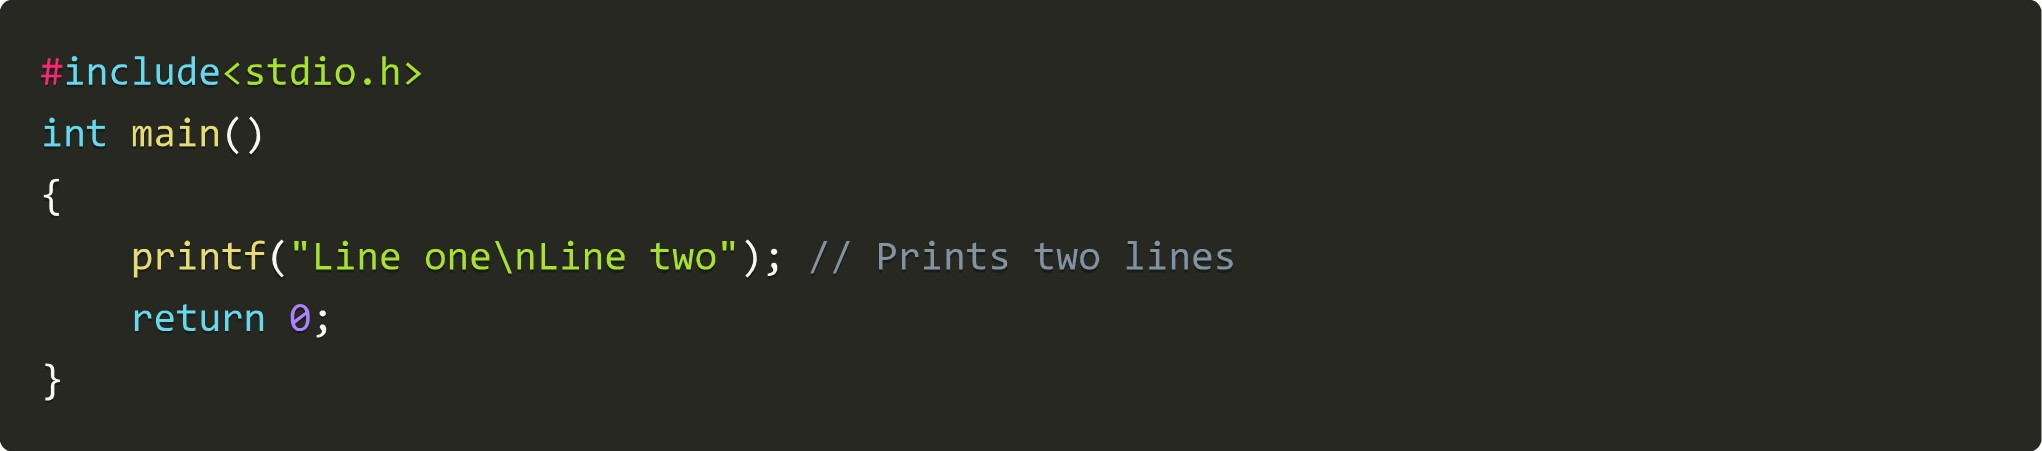 #include<stdio.h>
int main()
{
    printf("Line one\nLine two"); // Prints two lines
    return 0;
}